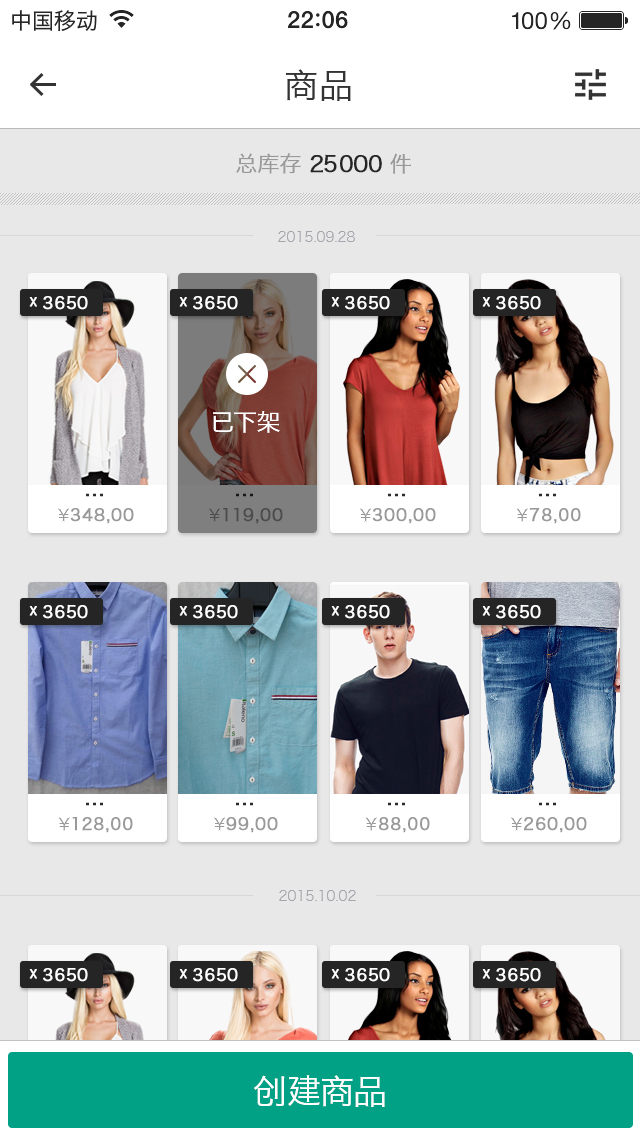 中国移动 22:06 100%
商品
总库存 25000 件
2015.09.28
x 3650 x 3650 x 3650 x 3650
已下架
... ... ... ...
¥348,00 ¥119,00 ¥300,00 ¥78,00
x 3650 x 3650 x 3650 x 3650
... ... ... ...
¥128,00 ¥99,00 ¥88,00 ¥260,00
2015.10.02
x 3650 x 3650 x 3650 x 3650
创建商品